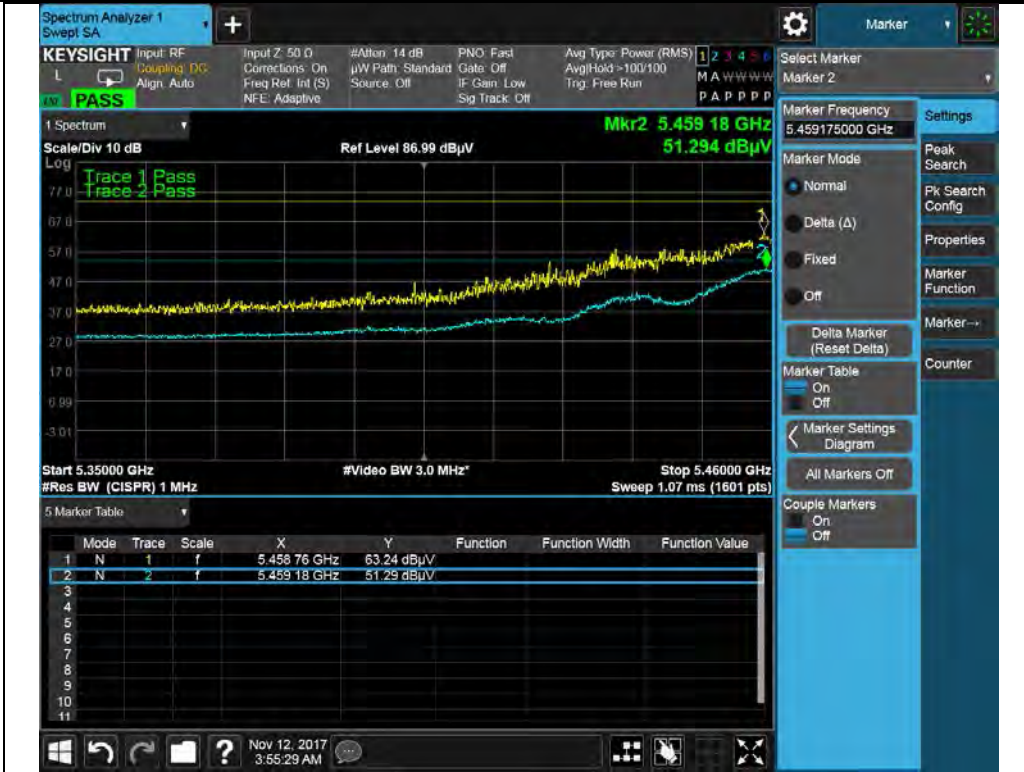 Spectrum Analyzer 1
Swept SA
+
Marker
KEYSIGHT Input: RF Input Z: 50 Ω #Atten: 14 dB PNO: Fast Avg Type: Power (RMS) 1 2 3 4 5 6
L Coupling: DC Corrections: On µW Path: Standard Gate: Off Avg|Hold >100/100 M A W W W W
Align: Auto Freq Ref: Int (S) Source: Off IF Gain: Low Trig: Free Run
PASS NFE: Adaptive Sig Track: Off P A P P P P
Select Marker
Marker 2
1 Spectrum
Mkr2 5.459 18 GHz
Scale/Div 10 dB Ref Level 86.99 dBµV 51.294 dBµV
Log
Trace 1 Pass
Trace 2 Pass
77.0
67.0
57.0
47.0
37.0
27.0
17.0
6.99
-3.01
1
2
Start 5.35000 GHz #Video BW 3.0 MHz* Stop 5.46000 GHz
#Res BW (CISPR) 1 MHz Sweep 1.07 ms (1601 pts)
5 Marker Table
Mode Trace Scale X Y Function Function Width Function Value
1 N 1 f 5.458 76 GHz 63.24 dBµV
2 N 2 f 5.459 18 GHz 51.29 dBµV
3
4
5
6
7
8
9
10
11
Marker Frequency
5.459175000 GHz
Marker Mode
Normal
Delta (Δ)
Fixed
Off
Delta Marker
(Reset Delta)
Marker Table
On
Off
Marker Settings
Diagram
All Markers Off
Couple Markers
On
Off
Settings
Peak
Search
Pk Search
Config
Properties
Marker
Function
Marker→
Counter
?
Nov 12, 2017
3:55:29 AM